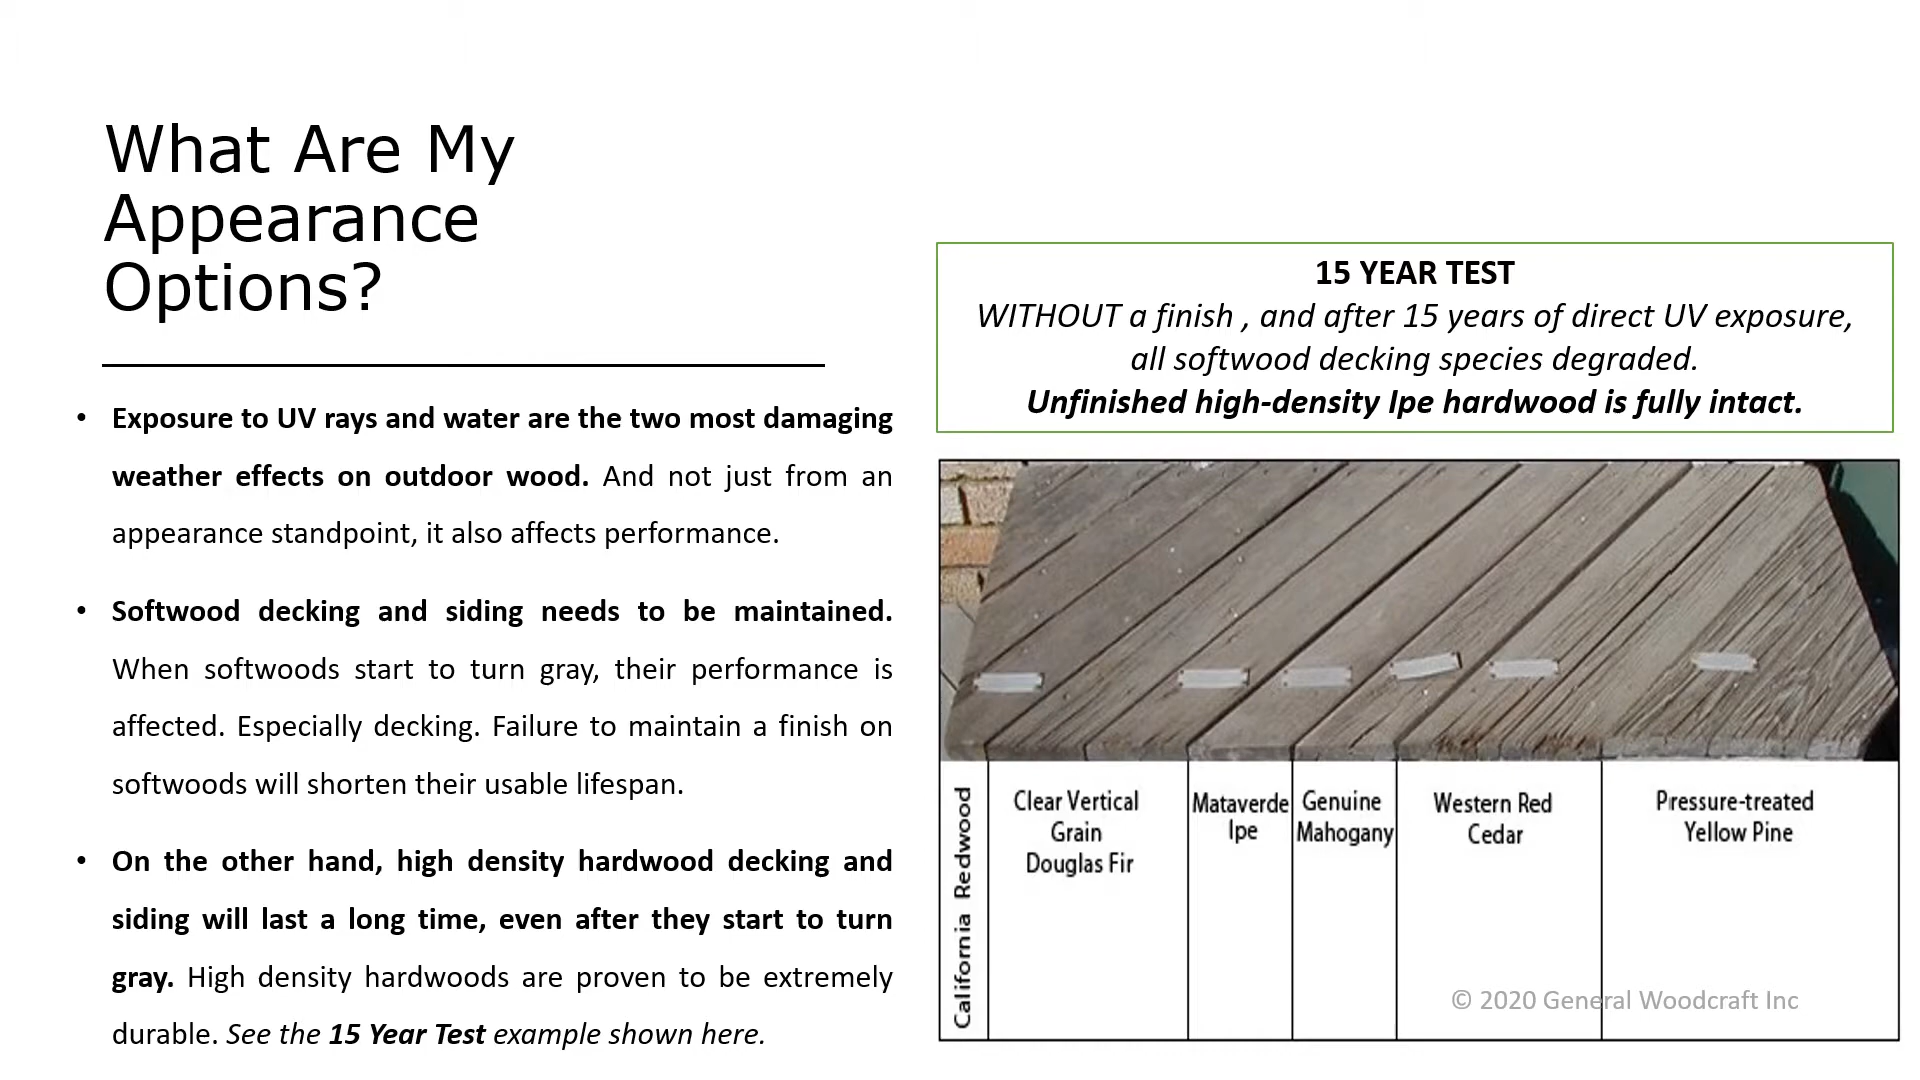 What Are My
Appearance
Options?
• Exposure to UV rays and water are the two most damaging
weather effects on outdoor wood. And not just from an
appearance standpoint, it also affects performance.
• Softwood decking and siding needs to be maintained.
When softwoods start to turn gray, their performance is
affected. Especially decking. Failure to maintain a finish on
softwoods will shorten their usable lifespan.
• On the other hand, high density hardwood decking and
siding will last a long time, even after they start to turn
gray. High density hardwoods are proven to be extremely
durable. See the 15 Year Test example shown here.
15 YEAR TEST
WITHOUT a finish , and after 15 years of direct UV exposure,
all softwood decking species degraded.
Unfinished high-density Ipe hardwood is fully intact.
California Redwood
Clear Vertical
Grain
Douglas Fir
Mataverde
Ipe
Genuine
Mahogany
Western Red
Cedar
Pressure-treated
Yellow Pine
© 2020 General Woodcraft Inc